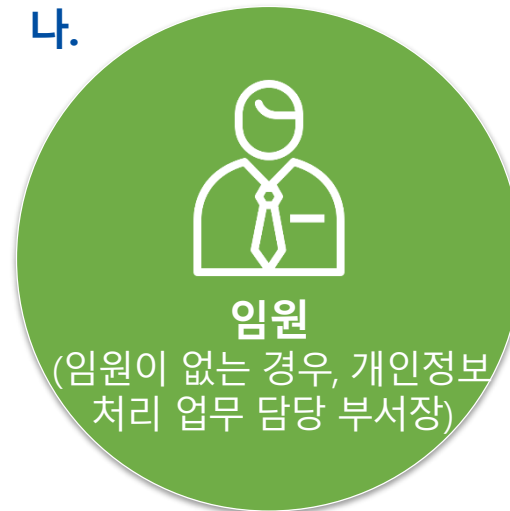 나.
임원
(임원이 없는 경우, 개인정보
처리 업무 담당 부서장)